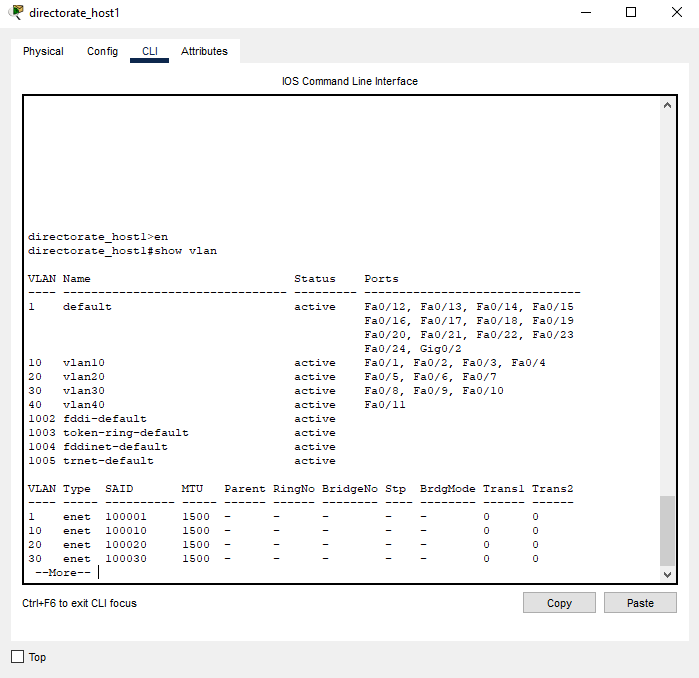 directorate_host1
Physical Config CLI Attributes
IOS Command Line Interface
directorate_host1>en
directorate_host1#show vlan
VLAN Name                             Status    Ports
---- -------------------------------- --------- -------------------------------
1    default                          active    Fa0/12, Fa0/13, Fa0/14, Fa0/15
                                                Fa0/16, Fa0/17, Fa0/18, Fa0/19
                                                Fa0/20, Fa0/21, Fa0/22, Fa0/23
                                                Fa0/24, Gig0/2
10   vlan10                           active    Fa0/1, Fa0/2, Fa0/3, Fa0/4
20   vlan20                           active    Fa0/5, Fa0/6, Fa0/7
30   vlan30                           active    Fa0/8, Fa0/9, Fa0/10
40   vlan40                           active    Fa0/11
1002 fddi-default                     active
1003 token-ring-default               active
1004 fddinet-default                  active
1005 trnet-default                    active
VLAN Type  SAID       MTU   Parent RingNo BridgeNo Stp  BrdgMode Trans1 Trans2
---- ----- ---------- ----- ------ ------ -------- ---- -------- ------ ------
1    enet  100001     1500  -      -      -        -    -        0      0
10   enet  100010     1500  -      -      -        -    -        0      0
20   enet  100020     1500  -      -      -        -    -        0      0
30   enet  100030     1500  -      -      -        -    -        0      0
 --More--
Ctrl+F6 to exit CLI focus
Copy Paste
Top